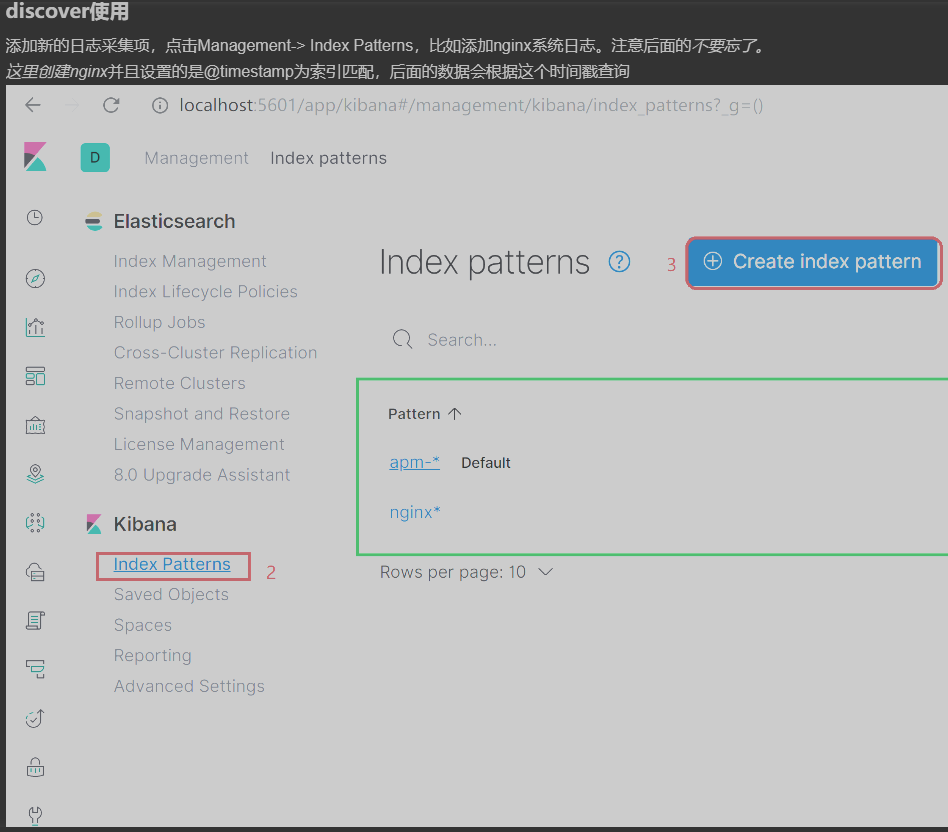 discover使用
添加新的日志采集项，点击Management-> Index Patterns，比如添加nginx系统日志。注意后面的不要忘了。
这里创建nginx并且设置的是@timestamp为索引匹配，后面的数据会根据这个时间戳查询
localhost:5601/app/kibana#/management/kibana/index_patterns?_g=()
D Management Index patterns
Elasticsearch
Index Management
Index Lifecycle Policies
Rollup Jobs
Cross-Cluster Replication
Remote Clusters
Snapshot and Restore
License Management
8.0 Upgrade Assistant
Kibana
Index Patterns 2
Saved Objects
Spaces
Reporting
Advanced Settings
Index patterns ? 3 Create index pattern
Search...
Pattern ↑
apm-* Default
nginx*
Rows per page: 10